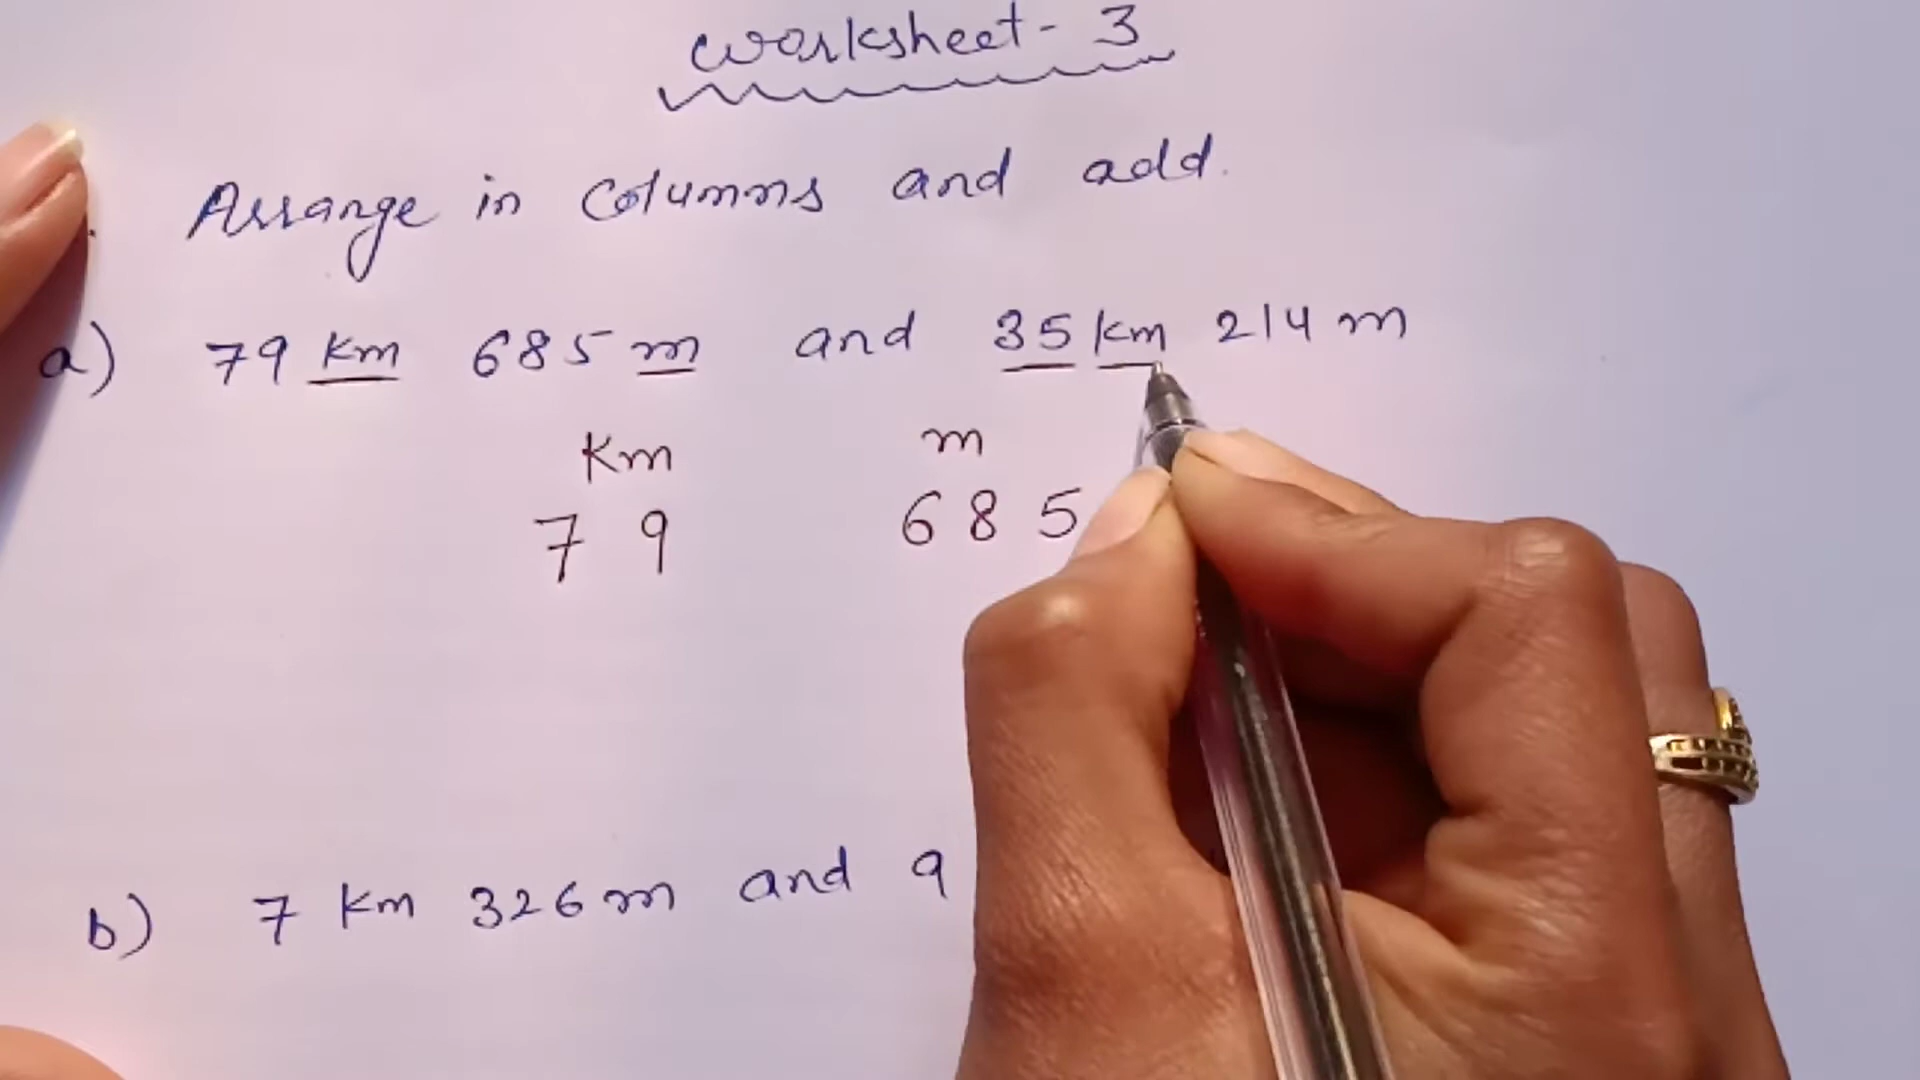 Worksheet - 3
Arrange in Columns and add.
a) 79 km 685 m and 35 km 214 m
Km m
7 9 6 8 5
b) 7 Km 326 m and 9